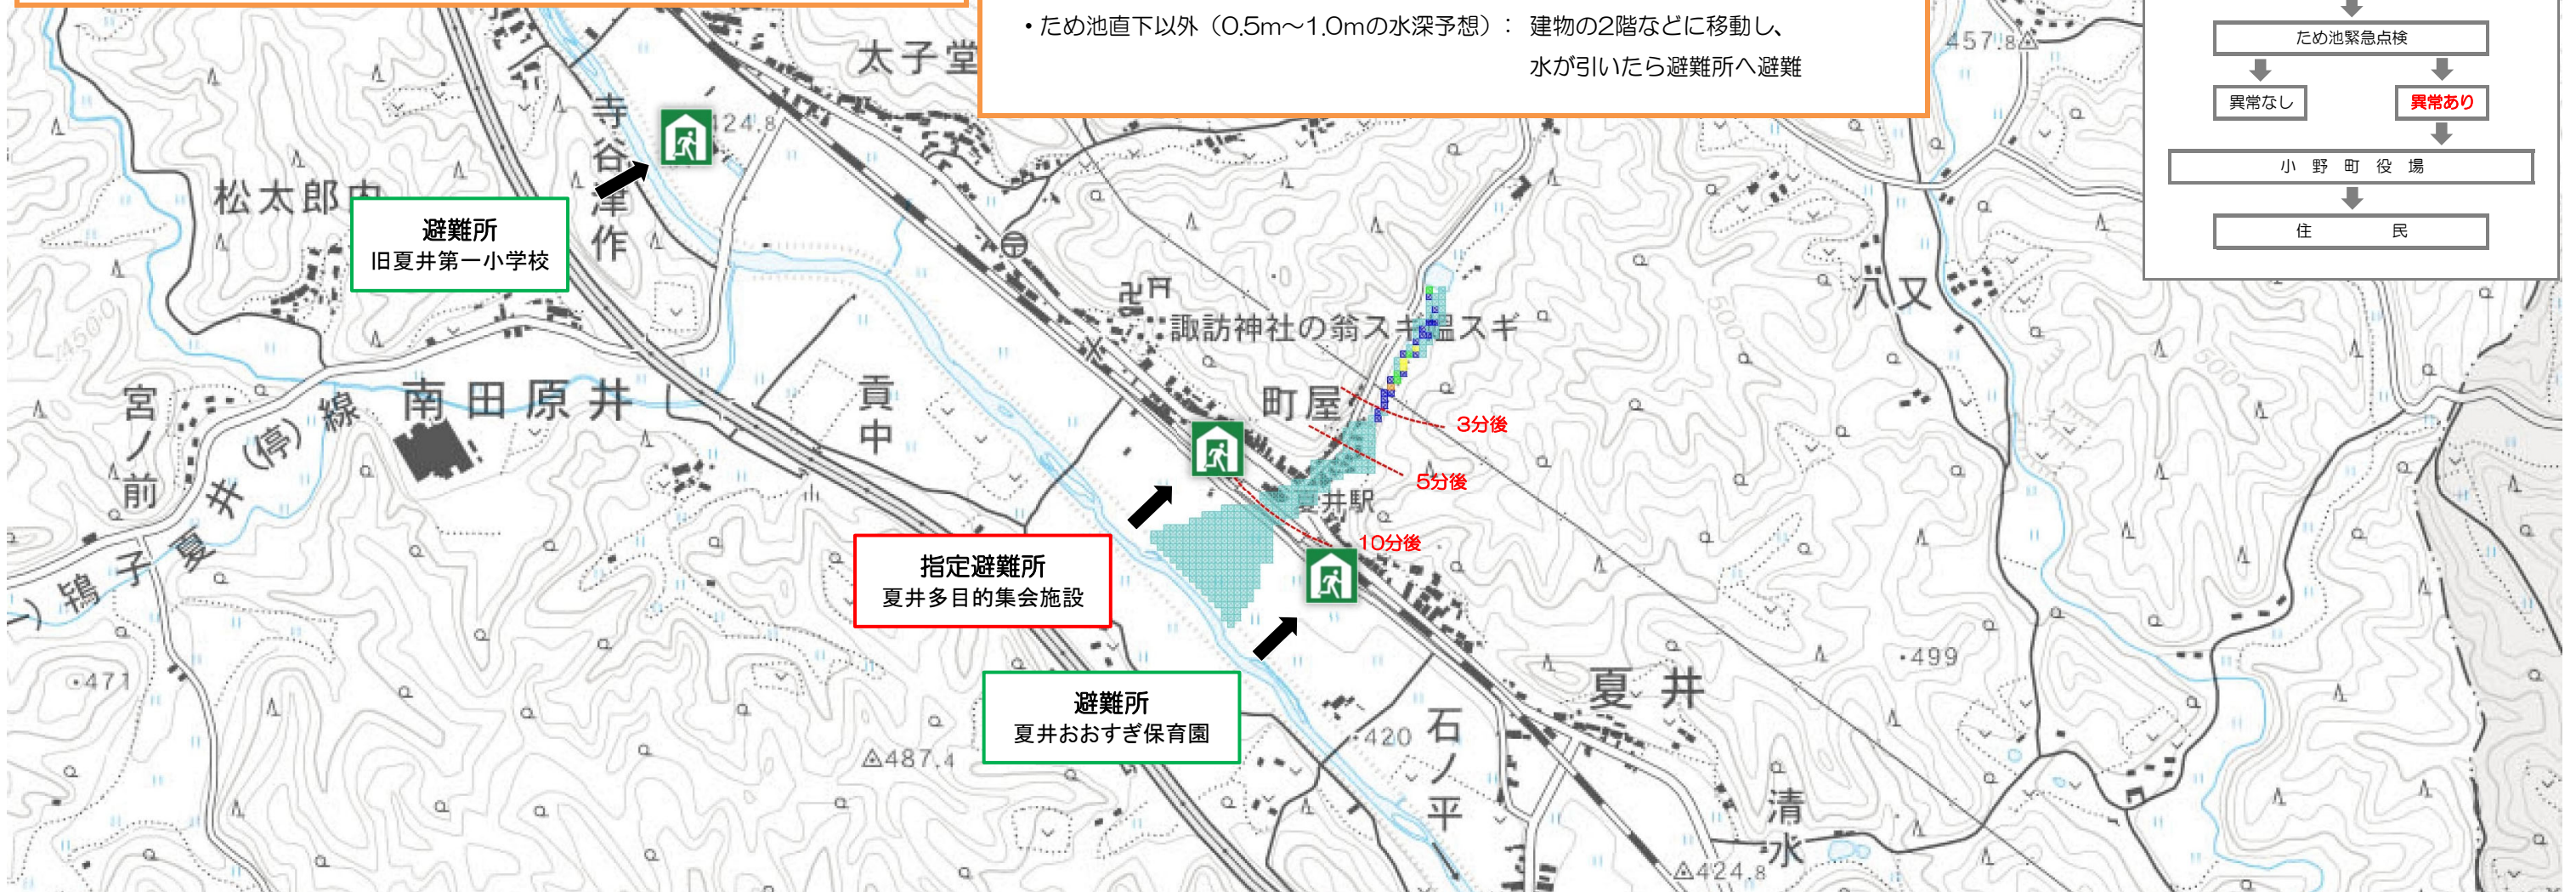 ・ため池直下以外（0.5m～1.0mの水深予想）： 建物の2階などに移動し、
水が引いたら避難所へ避難
ため池緊急点検
異常なし
異常あり
小野町役場
住民
457.8
太子堂
寺谷津作
424.8
松太郎内
避難所
旧夏井第一小学校
八又
諏訪神社の翁スギ媼スギ
500
500
4500
宮ノ前
南田原井
(停)線
井
夏
子
鴇
貢中
町屋
3分後
5分後
夏井駅
10分後
指定避難所
夏井多目的集会施設
避難所
夏井おおすぎ保育園
471
487.4
499
夏井
420
石ノ平
清水
424.8